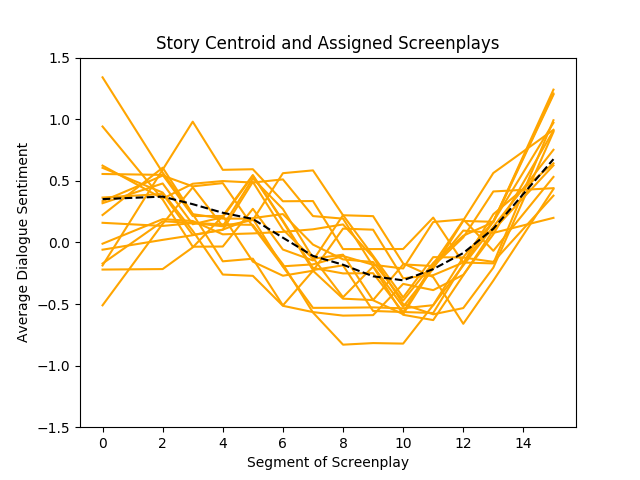 Story Centroid and Assigned Screenplays
1.5
1.0
0.5
0.0
−0.5
−1.0
−1.5
Average Dialogue Sentiment
0 2 4 6 8 10 12 14
Segment of Screenplay